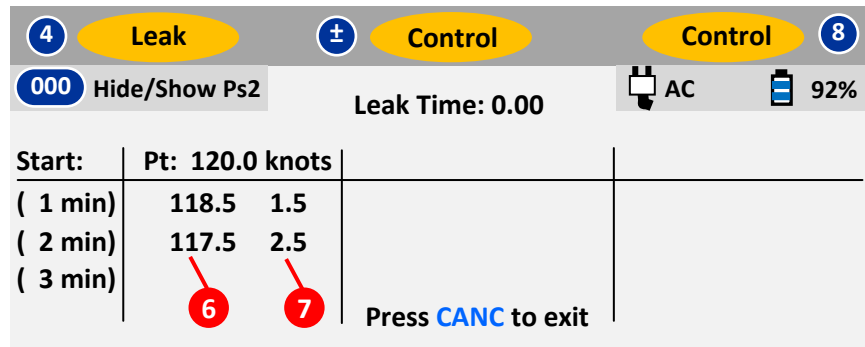 4 Leak ± Control Control 8
000 Hide/Show Ps2 Leak Time: 0.00 AC 92%
Start: Pt: 120.0 knots
( 1 min) 118.5 1.5
( 2 min) 117.5 2.5
( 3 min)
6 7
Press CANC to exit